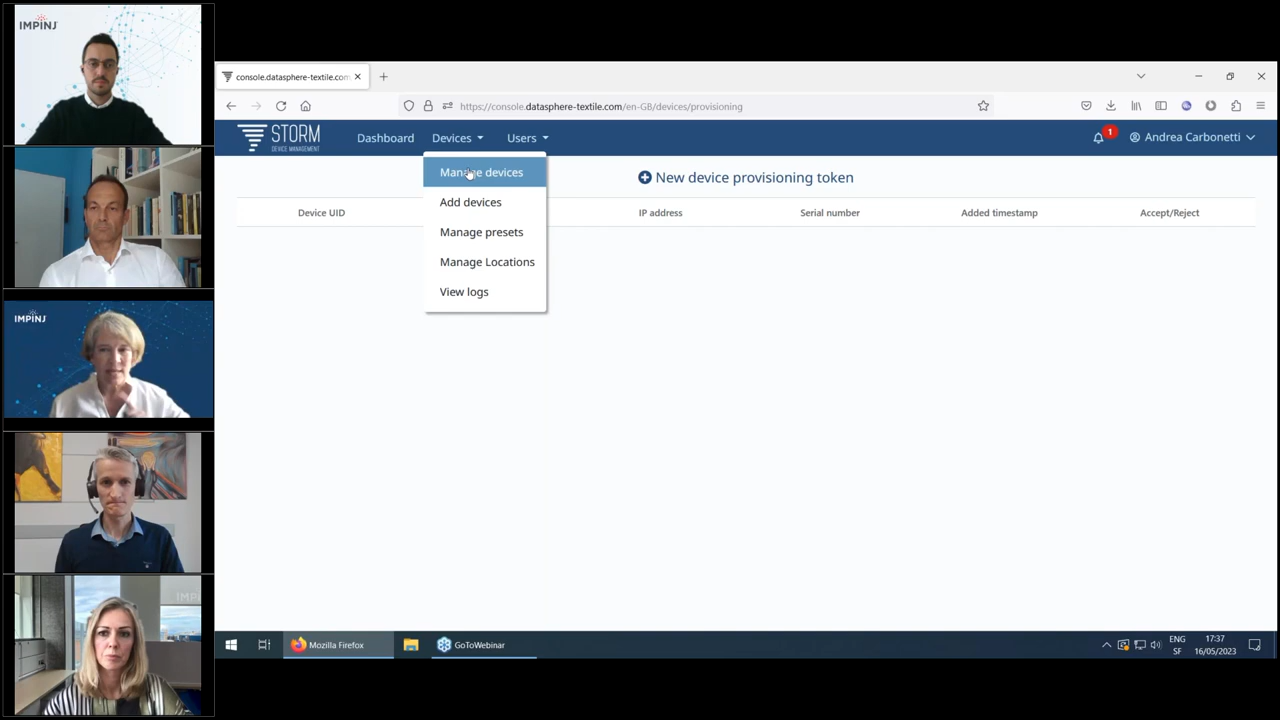 IMPINJ
IMPINJ
IMPINJ
console.datasphere-textile.com
https://console.datasphere-textile.com/en-GB/devices/provisioning
STORM
DEVICE MANAGEMENT
Dashboard
Devices
Users
1
Andrea Carbonetti
Manage devices
Add devices
Manage presets
Manage Locations
View logs
New device provisioning token
Device UID
IP address
Serial number
Added timestamp
Accept/Reject
Mozilla Firefox
GoToWebinar
ENG
SF
17:37
16/05/2023